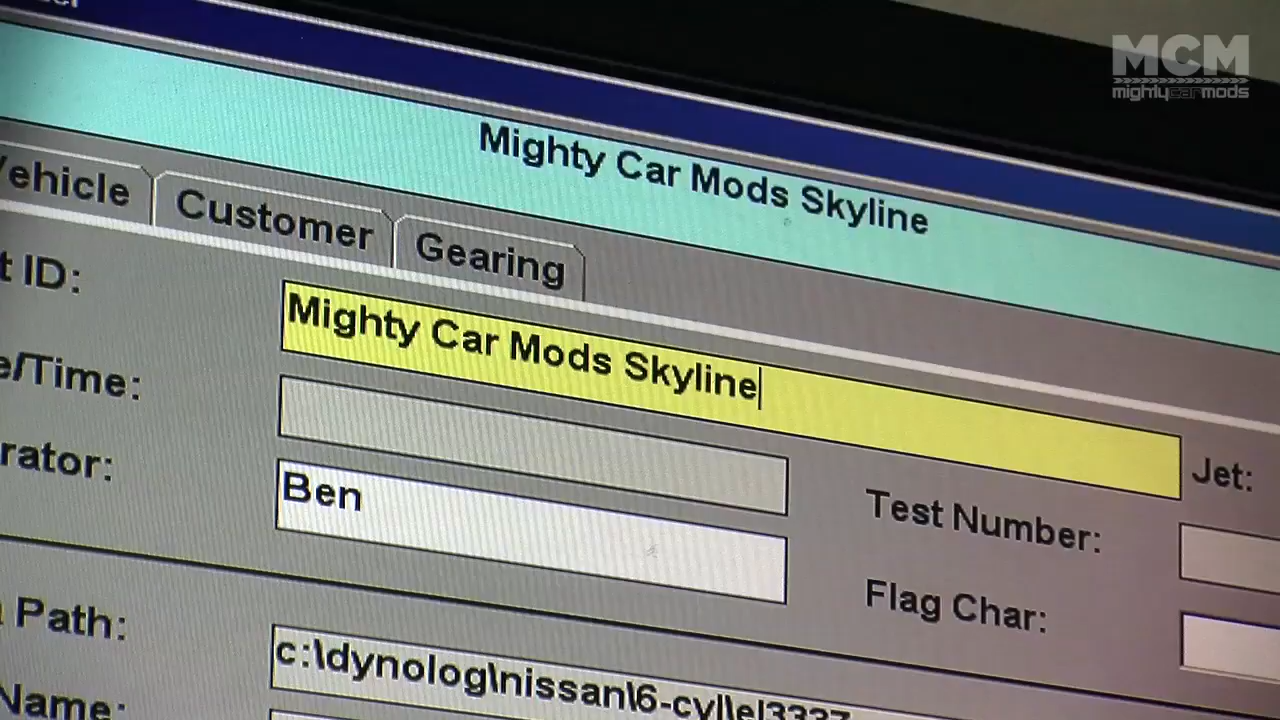 MCM
mightycarmods
Mighty Car Mods Skyline
Vehicle Customer Gearing
t ID: Mighty Car Mods Skyline Jet:
e/Time: Test Number:
rator: Ben Flag Char:
Path: c:\dynolog\nissan\6-cyl\
Name: